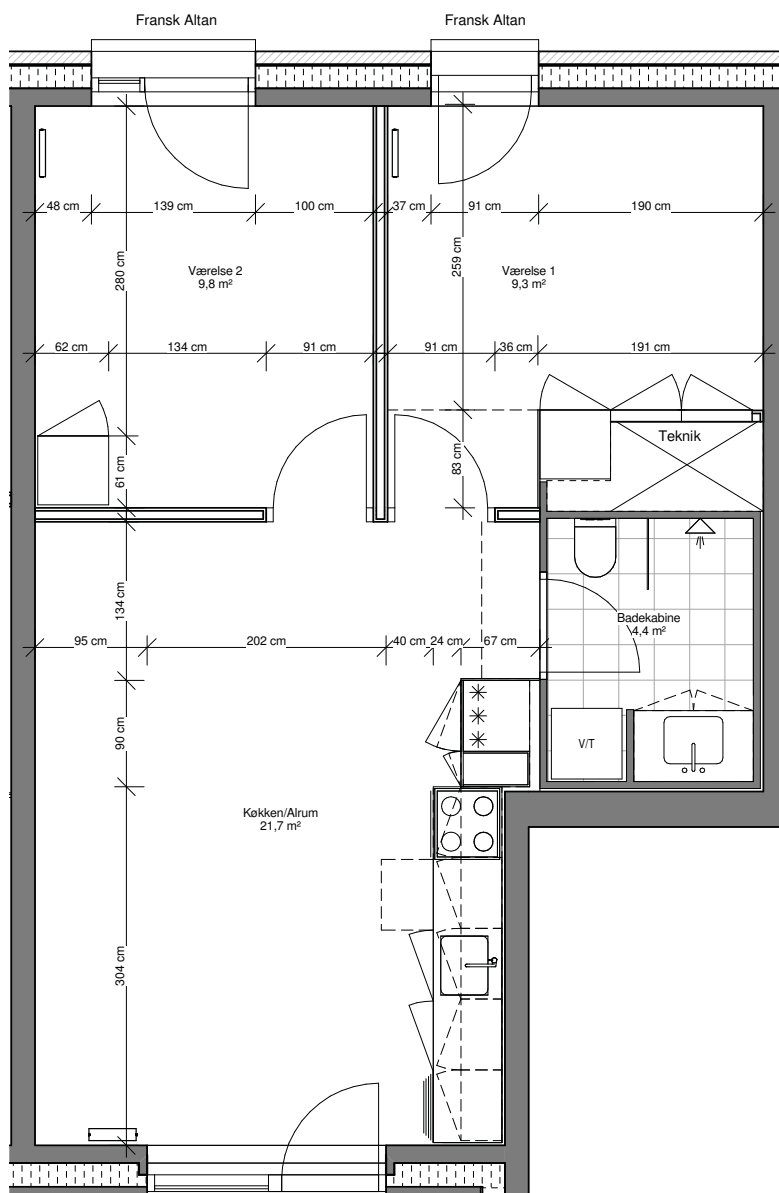 Fransk Altan
Fransk Altan
48 cm
139 cm
100 cm
37 cm
91 cm
190 cm
280 cm
259 cm
Værelse 2
9,8 m²
Værelse 1
9,3 m²
62 cm
134 cm
91 cm
91 cm
36 cm
191 cm
Teknik
61 cm
83 cm
134 cm
Badekabine
4,4 m²
95 cm
202 cm
40 cm
24 cm
67 cm
90 cm
V/T
Køkken/Alrum
21,7 m²
304 cm